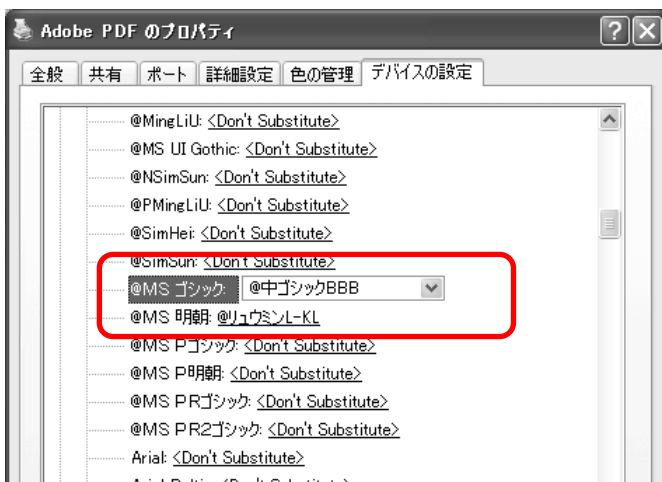 Adobe PDF のプロパティ
全般 共有 ポート 詳細設定 色の管理 デバイスの設定
@MingLiU: <Don't Substitute>
@MS UI Gothic: <Don't Substitute>
@NSimSun: <Don't Substitute>
@PMingLiU: <Don't Substitute>
@SimHei: <Don't Substitute>
@SimSun: <Don't Substitute>
@MS ゴシック: @中ゴシックBBB
@MS 明朝: @リュウミンL-KL
@MS Pゴシック: <Don't Substitute>
@MS P明朝: <Don't Substitute>
@MS PRゴシック: <Don't Substitute>
@MS PR2ゴシック: <Don't Substitute>
Arial: <Don't Substitute>